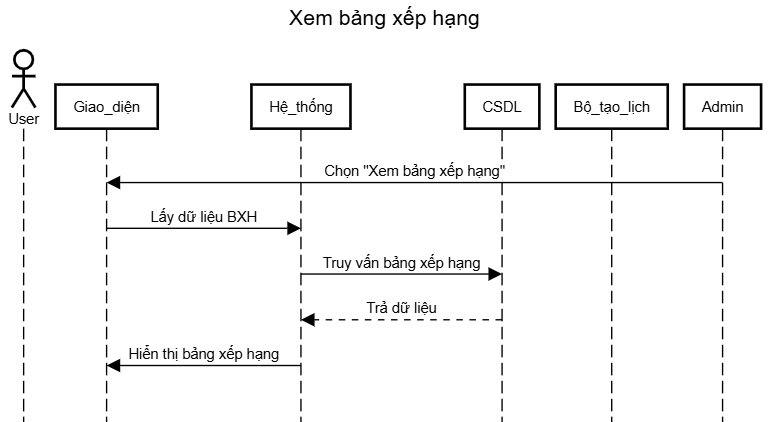 Xem bảng xếp hạng
User
Giao_diện
Hệ_thống
CSDL
Bộ_tạo_lịch
Admin
Chọn "Xem bảng xếp hạng"
Lấy dữ liệu BXH
Truy vấn bảng xếp hạng
Trả dữ liệu
Hiển thị bảng xếp hạng